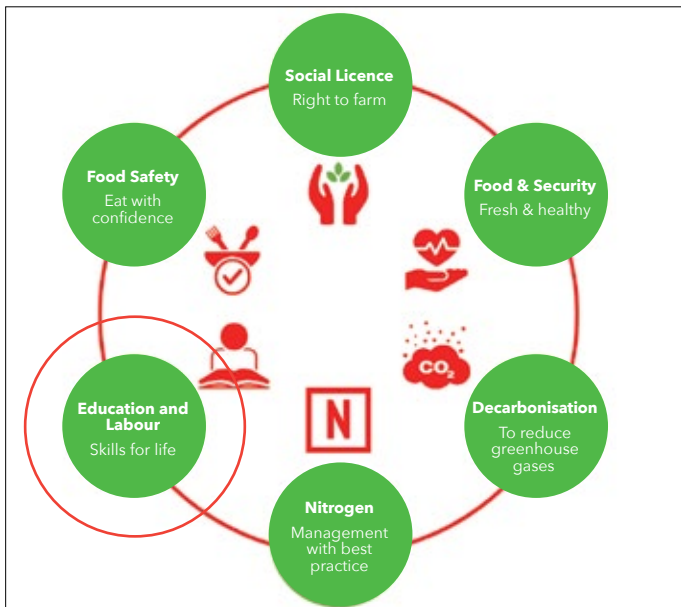 Social Licence
Right to farm
Food Safety
Eat with
confidence
Food & Security
Fresh & healthy
CO₂
Education and
Labour
Skills for life
N
Decarbonisation
To reduce
greenhouse
gases
Nitrogen
Management
with best
practice